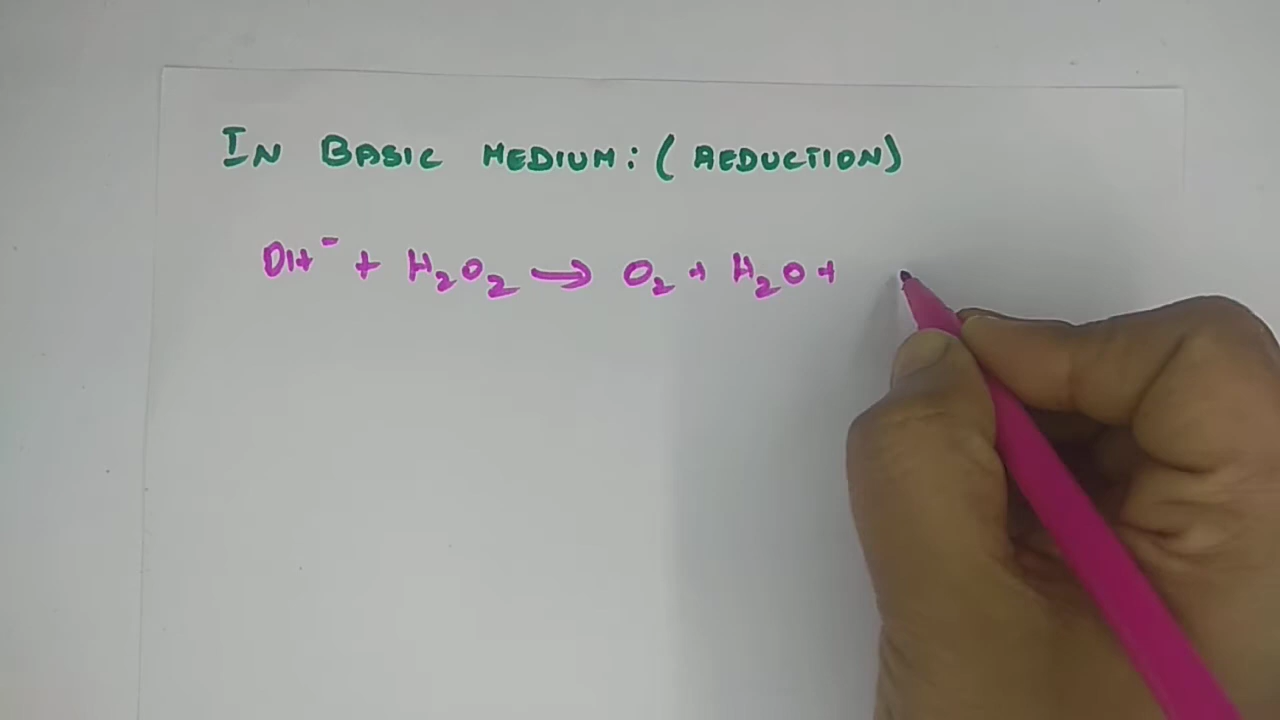 IN BASIC MEDIUM: (REDUCTION)
OH⁻ + H₂O₂ → O₂ + H₂O +